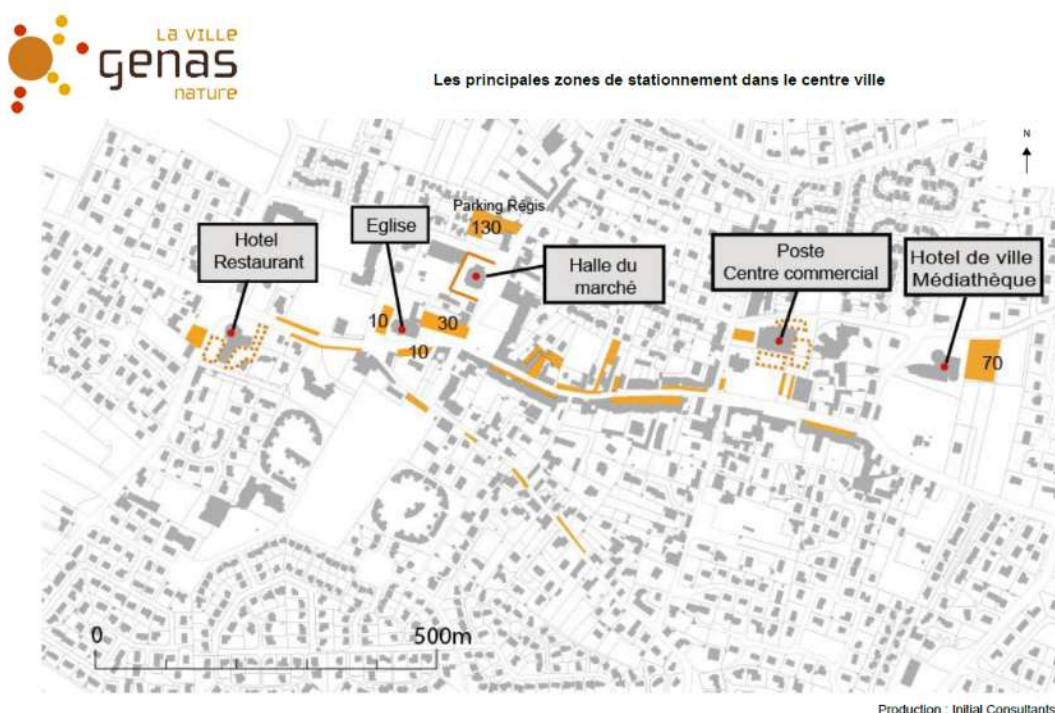 LA VILLE
genas
nature
Les principales zones de stationnement dans le centre ville
N
Parking Régis
130
Eglise
Hotel
Restaurant
Halle du
marché
Poste
Centre commercial
Hotel de ville
Médiathèque
10
30
10
70
0
500m
Production : Initial Consultants